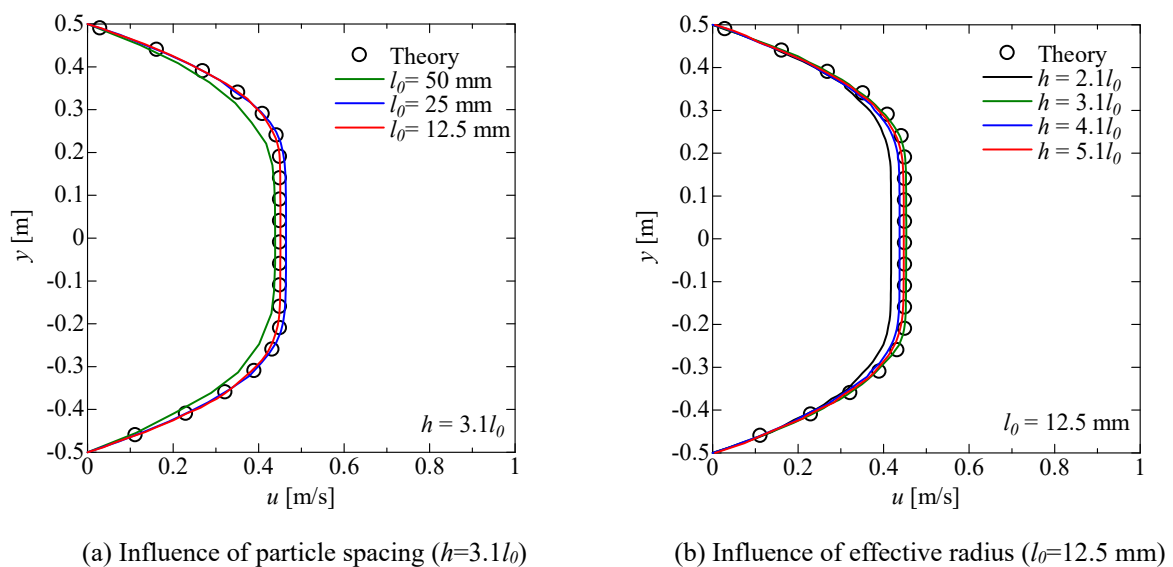 0.5
0.4
0.3
0.2
0.1
0
-0.1
-0.2
-0.3
-0.4
-0.5
y [m]
0 0.2 0.4 0.6 0.8 1
u [m/s]
Theory
l0= 50 mm
l0= 25 mm
l0= 12.5 mm
h = 3.1l0
(a) Influence of particle spacing (h=3.1l0)
0.5
0.4
0.3
0.2
0.1
0
-0.1
-0.2
-0.3
-0.4
-0.5
y [m]
0 0.2 0.4 0.6 0.8 1
u [m/s]
Theory
h = 2.1l0
h = 3.1l0
h = 4.1l0
h = 5.1l0
l0 = 12.5 mm
(b) Influence of effective radius (l0=12.5 mm)